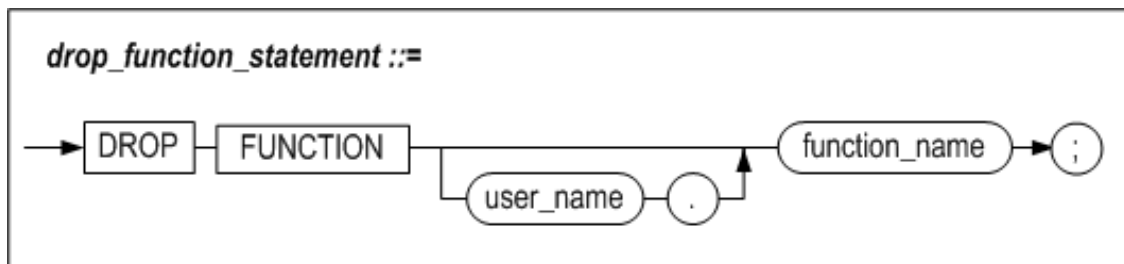 drop_function_statement ::=
DROP FUNCTION function_name ;
user_name .